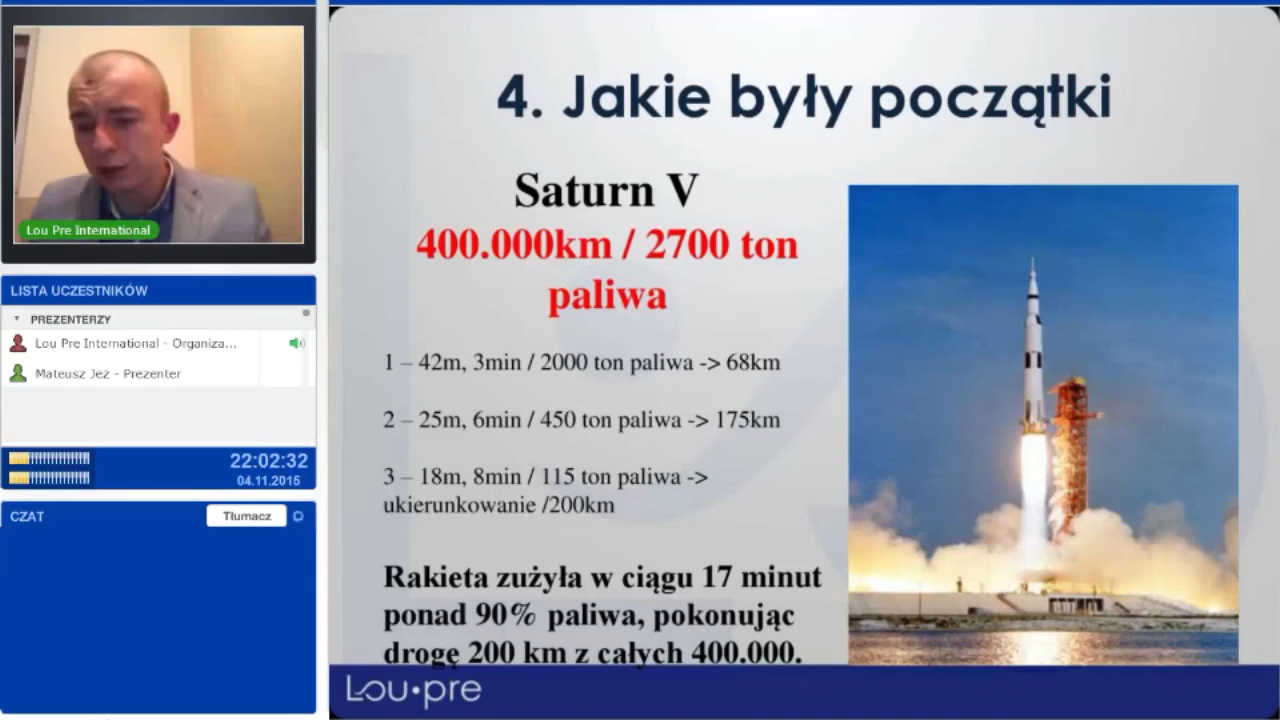 Lou Pre International
LISTA UCZESTNIKÓW
PREZENTERZY
Lou Pre International - Organiza...
Mateusz Jeż - Prezenter
22:02:32
04.11.2015
CZAT
Tłumacz
4. Jakie były początki
Saturn V
400.000km / 2700 ton
paliwa
1 – 42m, 3min / 2000 ton paliwa -> 68km
2 – 25m, 6min / 450 ton paliwa -> 175km
3 – 18m, 8min / 115 ton paliwa ->
ukierunkowanie /200km
Rakieta zużyła w ciągu 17 minut
ponad 90% paliwa, pokonując
drogę 200 km z całych 400.000.
Lou•pre